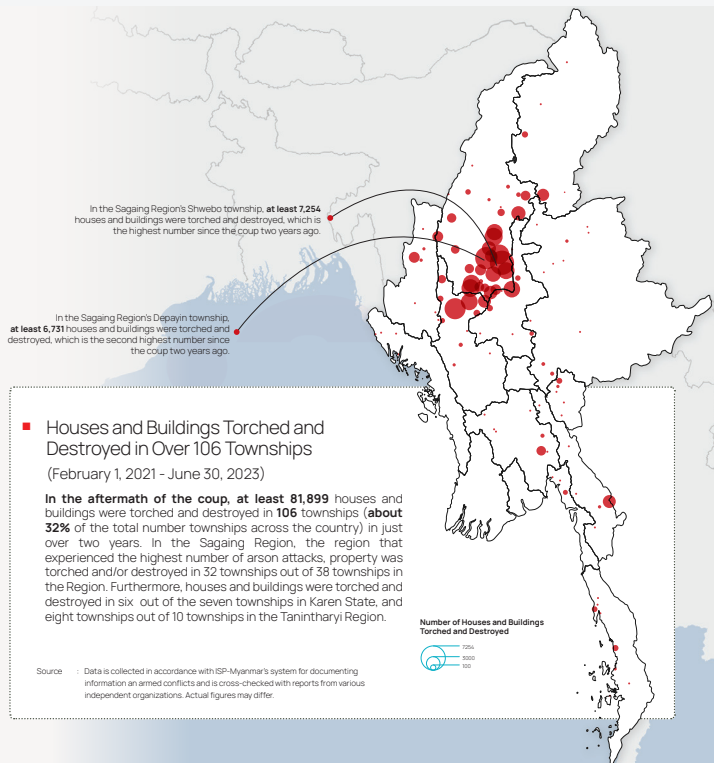 In the Sagaing Region's Shwebo township, at least 7,254
houses and buildings were torched and destroyed, which is
the highest number since the coup two years ago.
In the Sagaing Region's Depayin township,
at least 6,731 houses and buildings were torched and
destroyed, which is the second highest number since
the coup two years ago.
Houses and Buildings Torched and
Destroyed in Over 106 Townships
(February 1, 2021 - June 30, 2023)
In the aftermath of the coup, at least 81,899 houses and
buildings were torched and destroyed in 106 townships (about
32% of the total number townships across the country) in just
over two years. In the Sagaing Region, the region that
experienced the highest number of arson attacks, property was
torched and/or destroyed in 32 townships out of 38 townships in
the Region. Furthermore, houses and buildings were torched and
destroyed in six out of the seven townships in Karen State, and
eight townships out of 10 townships in the Tanintharyi Region.
Number of Houses and Buildings
Torched and Destroyed
7254
3000
100
Source : Data is collected in accordance with ISP-Myanmar's system for documenting
information an armed conflicts and is cross-checked with reports from various
independent organizations. Actual figures may differ.